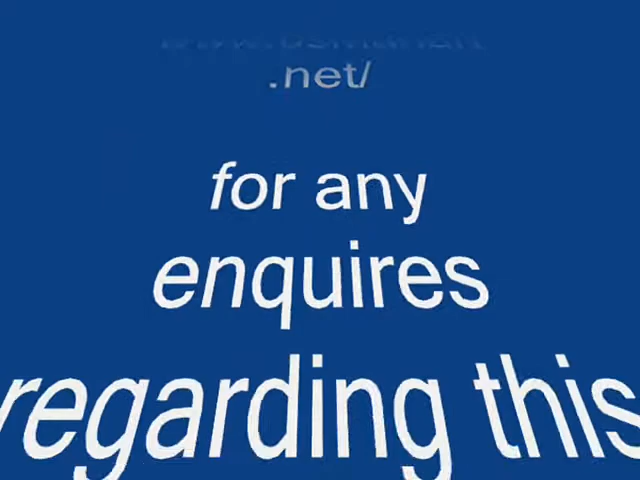 .net/
for any
enquires
regarding this